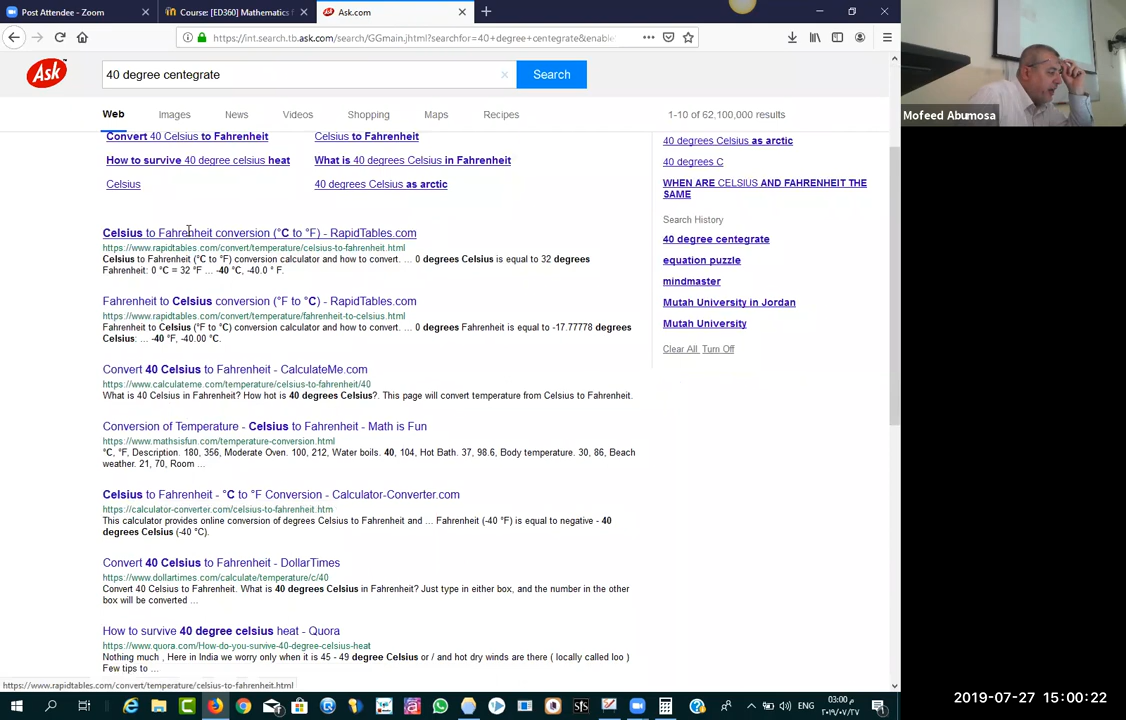 Post Attendee - Zoom
Course: [ED360] Mathematics f
Ask.com
https://int.search.tb.ask.com/search/GGmain.jhtml?searchfor=40+degree+centegrate&enable
Ask
40 degree centegrate
Search
Web
Images
News
Videos
Shopping
Maps
Recipes
1-10 of 62,100,000 results
Convert 40 Celsius to Fahrenheit
Celsius to Fahrenheit
How to survive 40 degree celsius heat
What is 40 degrees Celsius in Fahrenheit
Celsius
40 degrees Celsius as arctic
Celsius to Fahrenheit conversion (°C to °F) - RapidTables.com
https://www.rapidtables.com/convert/temperature/celsius-to-fahrenheit.html
Celsius to Fahrenheit (°C to °F) conversion calculator and how to convert. ... 0 degrees Celsius is equal to 32 degrees
Fahrenheit: 0 °C = 32 °F ... -40 °C, -40.0 ° F.
Fahrenheit to Celsius conversion (°F to °C) - RapidTables.com
https://www.rapidtables.com/convert/temperature/fahrenheit-to-celsius.html
Fahrenheit to Celsius (°F to °C) conversion calculator and how to convert. ... 0 degrees Fahrenheit is equal to -17.77778 degrees
Celsius: ... -40 °F, -40.00 °C.
Convert 40 Celsius to Fahrenheit - CalculateMe.com
https://www.calculateme.com/temperature/celsius-to-fahrenheit/40
What is 40 Celsius in Fahrenheit? How hot is 40 degrees Celsius?. This page will convert temperature from Celsius to Fahrenheit.
Conversion of Temperature - Celsius to Fahrenheit - Math is Fun
https://www.mathsisfun.com/temperature-conversion.html
°C, °F, Description. 180, 356, Moderate Oven. 100, 212, Water boils. 40, 104, Hot Bath. 37, 98.6, Body temperature. 30, 86, Beach
weather. 21, 70, Room ...
Celsius to Fahrenheit - °C to °F Conversion - Calculator-Converter.com
https://calculator-converter.com/celsius-to-fahrenheit.htm
This calculator provides online conversion of degrees Celsius to Fahrenheit and ... Fahrenheit (-40 °F) is equal to negative - 40
degrees Celsius (-40 °C).
Convert 40 Celsius to Fahrenheit - DollarTimes
https://www.dollartimes.com/calculate/temperature/c/40
Convert 40 Celsius to Fahrenheit. What is 40 degrees Celsius in Fahrenheit? Just type in either box, and the number in the other
box will be converted ...
How to survive 40 degree celsius heat - Quora
https://www.quora.com/How-do-you-survive-40-degree-celsius-heat
Nothing much , Here in India we worry only when it is 45 - 49 degree Celsius or / and hot dry winds are there ( locally called loo )
Few tips to ...
40 degrees Celsius as arctic
40 degrees C
WHEN ARE CELSIUS AND FAHRENHEIT THE
SAME
Search History
40 degree centegrate
equation puzzle
mindmaster
Mutah University in Jordan
Mutah University
Clear All
Turn Off
https://www.rapidtables.com/convert/temperature/celsius-to-fahrenheit.html
ENG
03:00 م
٢٠١٩/٠٧/٢٧
Mofeed Abumosa
2019-07-27 15:00:22